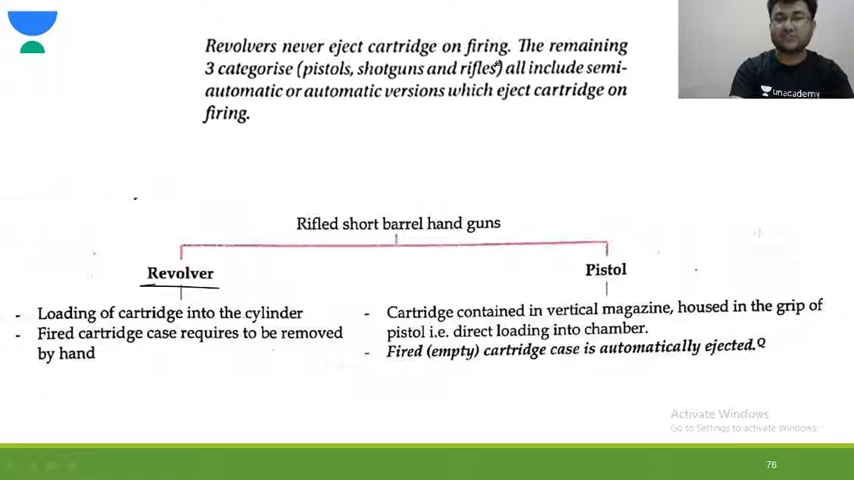 Revolvers never eject cartridge on firing. The remaining
3 categorise (pistols, shotguns and rifles) all include semi-
automatic or automatic versions which eject cartridge on
firing.
unacademy
Rifled short barrel hand guns
Revolver
Pistol
- Loading of cartridge into the cylinder
- Fired cartridge case requires to be removed
by hand
- Cartridge contained in vertical magazine, housed in the grip of
pistol i.e. direct loading into chamber.
- Fired (empty) cartridge case is automatically ejected.Q
Activate Windows
Go to Settings to activate Windows.
76